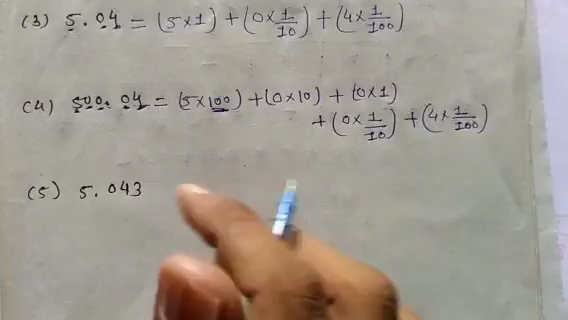 (3) 5.04 = (5×1) + (0×1/10) + (4×1/100)
(4) 500.04 = (5×100) + (0×10) + (0×1)
+ (0×1/10) + (4×1/100)
(5) 5.043